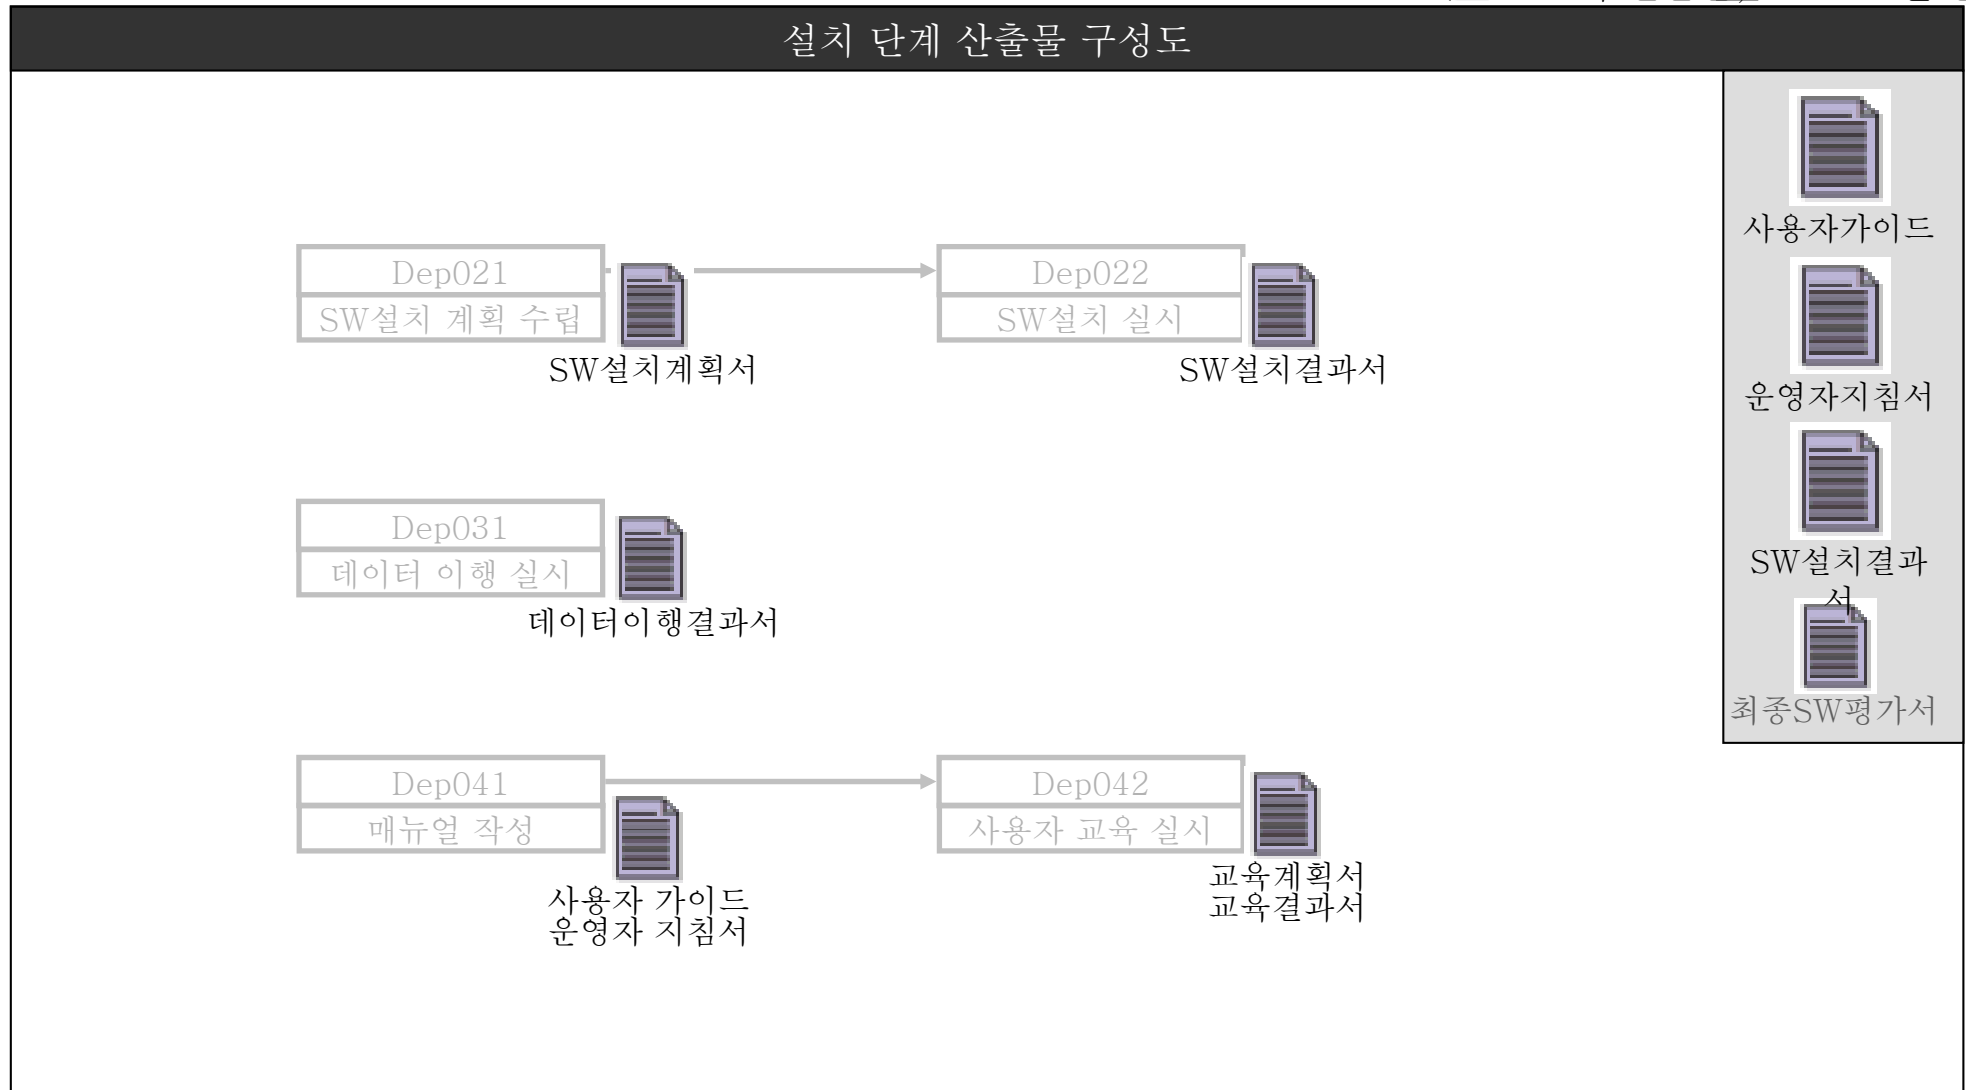 설치 단계 산출물 구성도
Dep021
SW설치 계획 수립
SW설치계획서
Dep022
SW설치 실시
SW설치결과서
Dep031
데이터 이행 실시
데이터이행결과서
Dep041
매뉴얼 작성
사용자 가이드
운영자 지침서
Dep042
사용자 교육 실시
교육계획서
교육결과서
사용자가이드
운영자지침서
SW설치결과
서
최종SW평가서